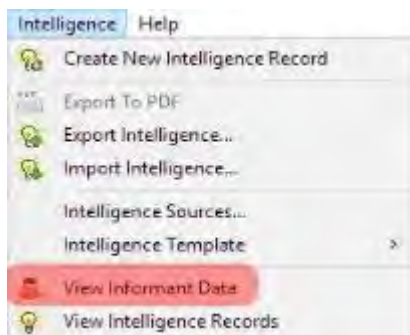 Intelligence Help
Create New Intelligence Record
Export To PDF
Export Intelligence...
Import Intelligence...
Intelligence Sources...
Intelligence Template
View Informant Data
View Intelligence Records